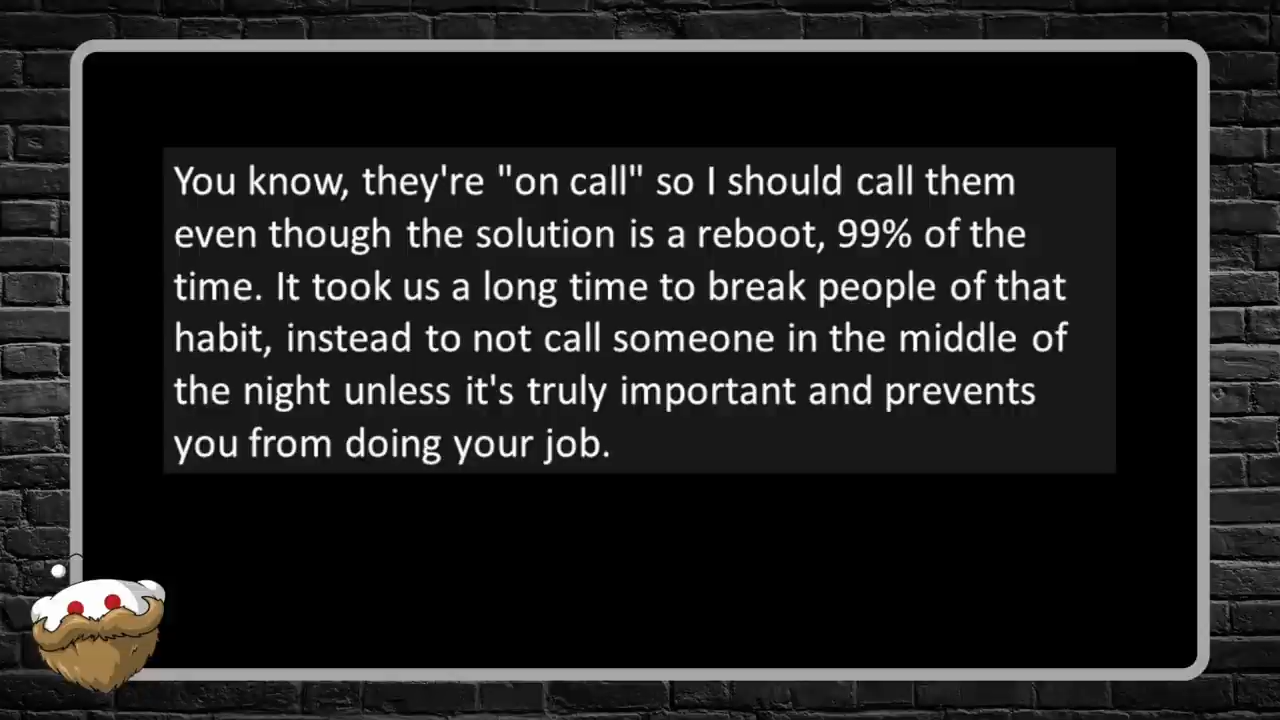 You know, they're "on call" so I should call them
even though the solution is a reboot, 99% of the
time. It took us a long time to break people of that
habit, instead to not call someone in the middle of
the night unless it's truly important and prevents
you from doing your job.